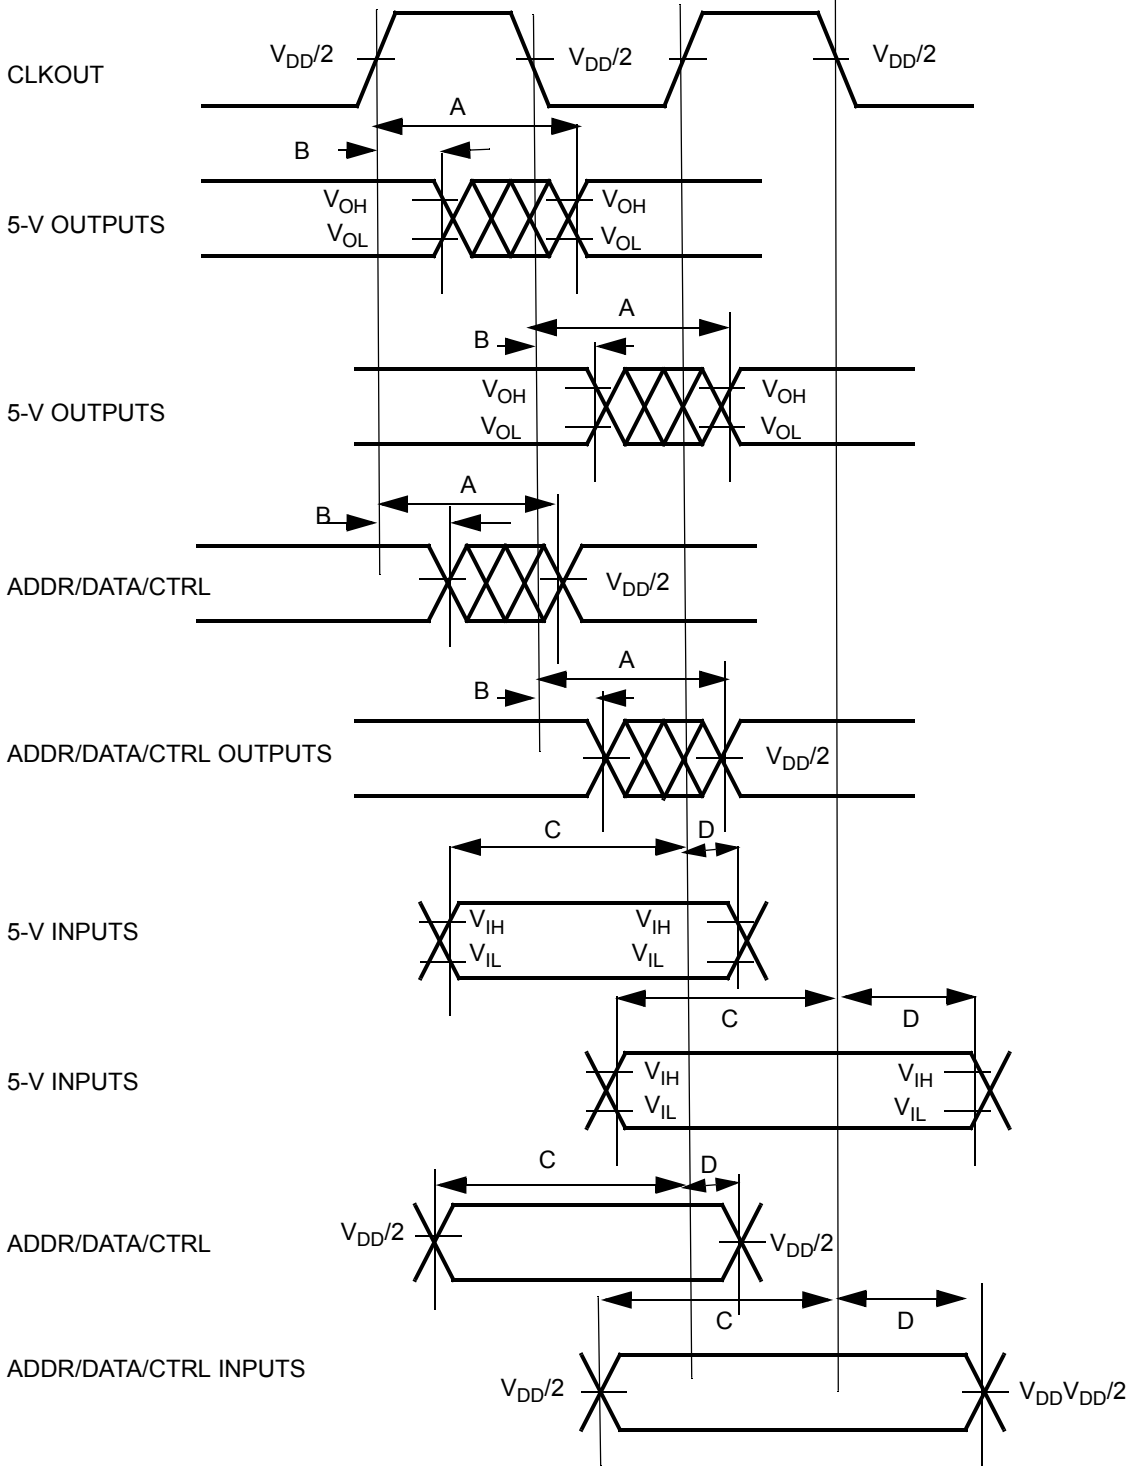 V_DD/2 V_DD/2 V_DD/2
CLKOUT
A
B
V_OH V_OH
5-V OUTPUTS
V_OL V_OL
A
B
V_OH V_OH
5-V OUTPUTS
V_OL V_OL
A
B
ADDR/DATA/CTRL V_DD/2
A
B
ADDR/DATA/CTRL OUTPUTS V_DD/2
C D
V_IH V_IH
5-V INPUTS
V_IL V_IL
C D
V_IH V_IH
5-V INPUTS
V_IL V_IL
C D
V_DD/2 V_DD/2
ADDR/DATA/CTRL
C D
ADDR/DATA/CTRL INPUTS
V_DD/2 V_DDV_DD/2